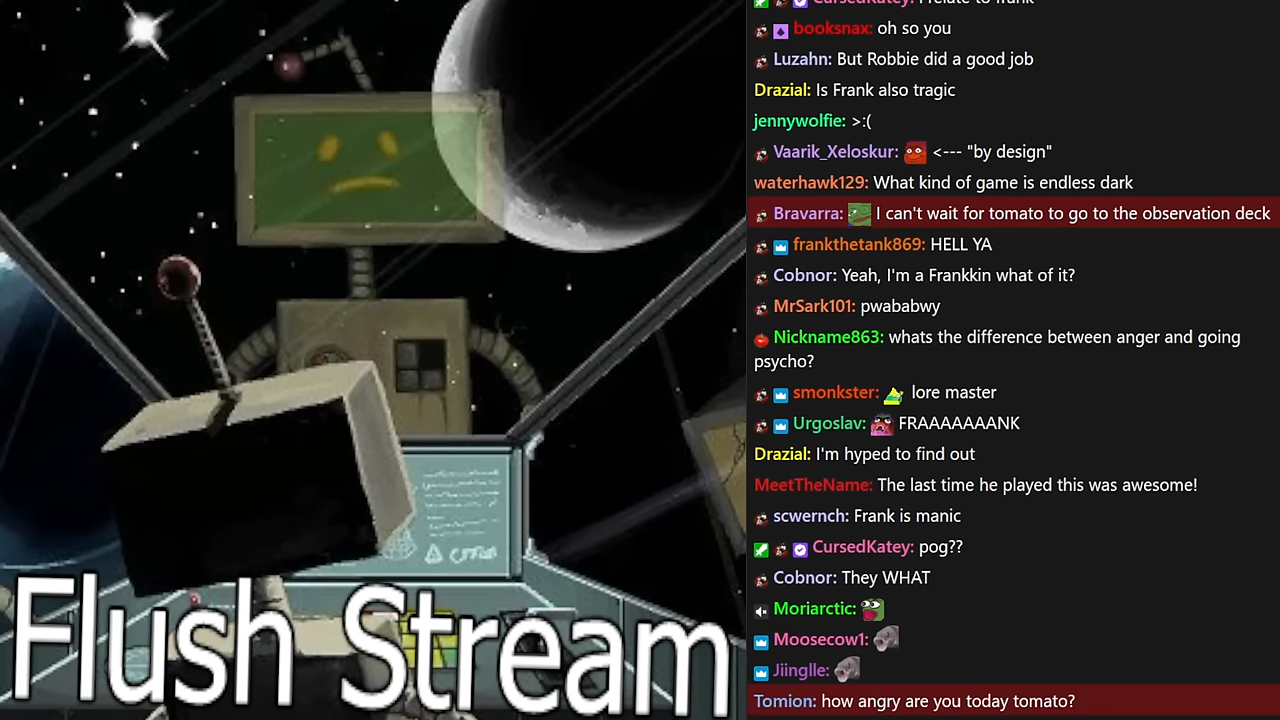 CursedKatey: I relate to frank
booksnax: oh so you
Luzahn: But Robbie did a good job
Drazial: Is Frank also tragic
jennywolfie: >:(
Vaarik_Xeloskur: <--- "by design"
waterhawk129: What kind of game is endless dark
Bravarra: I can't wait for tomato to go to the observation deck
frankthetank869: HELL YA
Cobnor: Yeah, I'm a Frankkin what of it?
MrSark101: pwababwy
Nickname863: whats the difference between anger and going
psycho?
smonkster: lore master
Urgoslav: FRAAAAAAANK
Drazial: I'm hyped to find out
MeetTheName: The last time he played this was awesome!
scwernch: Frank is manic
CursedKatey: pog??
Cobnor: They WHAT
Moriarctic:
Moosecow1:
Jiinglle:
Tomion: how angry are you today tomato?
Flush Stream